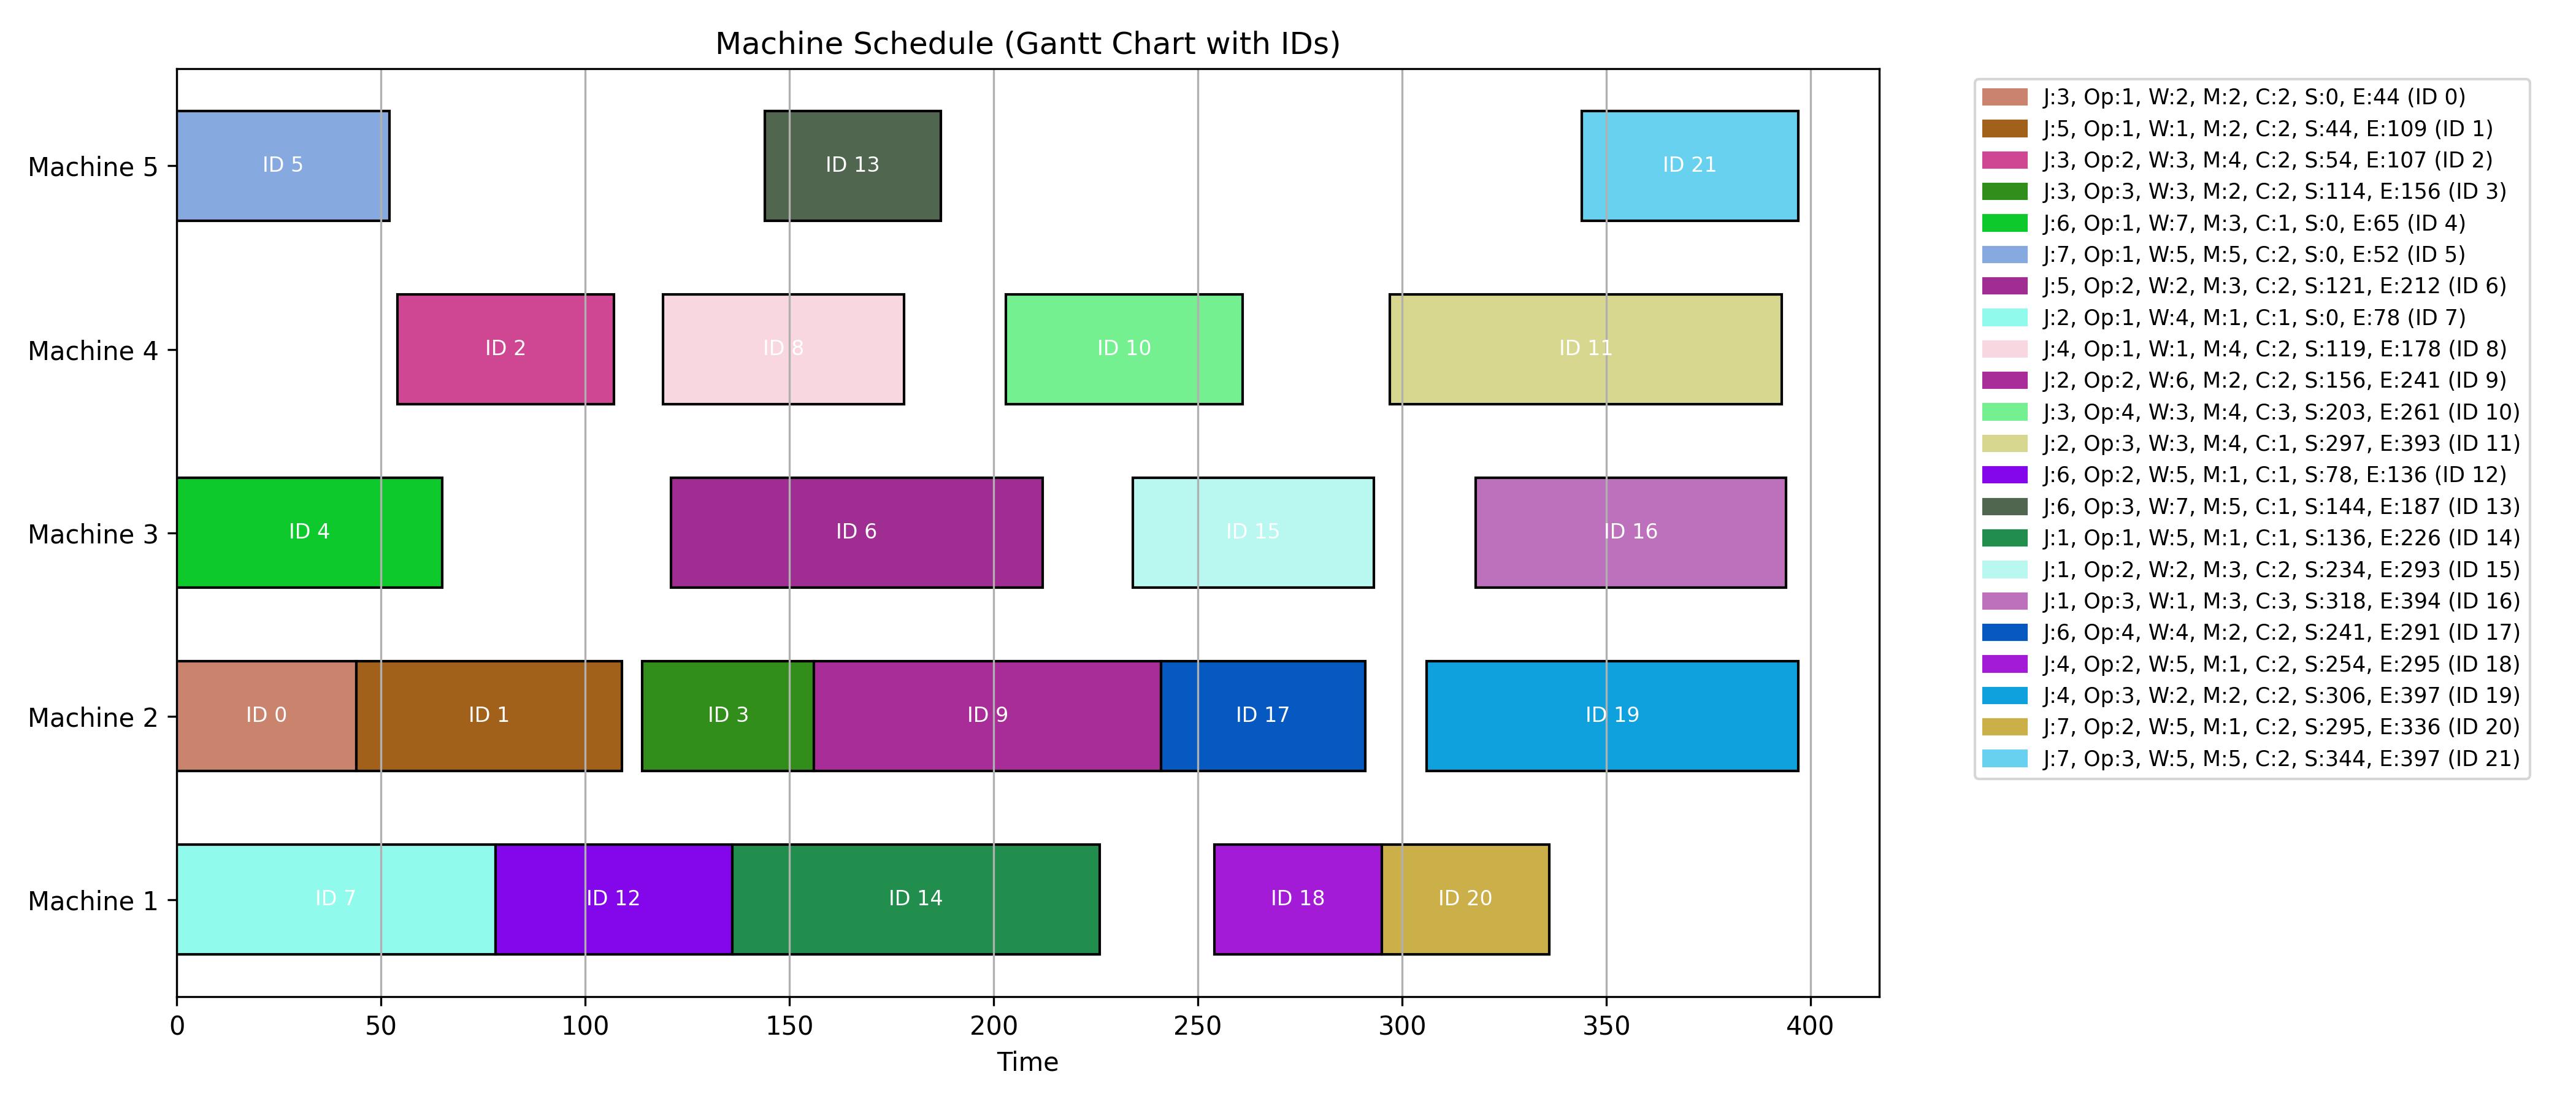 Machine Schedule (Gantt Chart with IDs)
Machine 5
ID 5
ID 13
ID 21
Machine 4
ID 2
ID 8
ID 10
ID 11
Machine 3
ID 4
ID 6
ID 15
ID 16
Machine 2
ID 0
ID 1
ID 3
ID 9
ID 17
ID 19
Machine 1
ID 7
ID 12
ID 14
ID 18
ID 20
0 50 100 150 200 250 300 350 400
Time
J:3, Op:1, W:2, M:2, C:2, S:0, E:44 (ID 0)
J:5, Op:1, W:1, M:2, C:2, S:44, E:109 (ID 1)
J:3, Op:2, W:3, M:4, C:2, S:54, E:107 (ID 2)
J:3, Op:3, W:3, M:2, C:2, S:114, E:156 (ID 3)
J:6, Op:1, W:7, M:3, C:1, S:0, E:65 (ID 4)
J:7, Op:1, W:5, M:5, C:2, S:0, E:52 (ID 5)
J:5, Op:2, W:2, M:3, C:2, S:121, E:212 (ID 6)
J:2, Op:1, W:4, M:1, C:1, S:0, E:78 (ID 7)
J:4, Op:1, W:1, M:4, C:2, S:119, E:178 (ID 8)
J:2, Op:2, W:6, M:2, C:2, S:156, E:241 (ID 9)
J:3, Op:4, W:3, M:4, C:3, S:203, E:261 (ID 10)
J:2, Op:3, W:3, M:4, C:1, S:297, E:393 (ID 11)
J:6, Op:2, W:5, M:1, C:1, S:78, E:136 (ID 12)
J:6, Op:3, W:7, M:5, C:1, S:144, E:187 (ID 13)
J:1, Op:1, W:5, M:1, C:1, S:136, E:226 (ID 14)
J:1, Op:2, W:2, M:3, C:2, S:234, E:293 (ID 15)
J:1, Op:3, W:1, M:3, C:3, S:318, E:394 (ID 16)
J:6, Op:4, W:4, M:2, C:2, S:241, E:291 (ID 17)
J:4, Op:2, W:5, M:1, C:2, S:254, E:295 (ID 18)
J:4, Op:3, W:2, M:2, C:2, S:306, E:397 (ID 19)
J:7, Op:2, W:5, M:1, C:2, S:295, E:336 (ID 20)
J:7, Op:3, W:5, M:5, C:2, S:344, E:397 (ID 21)